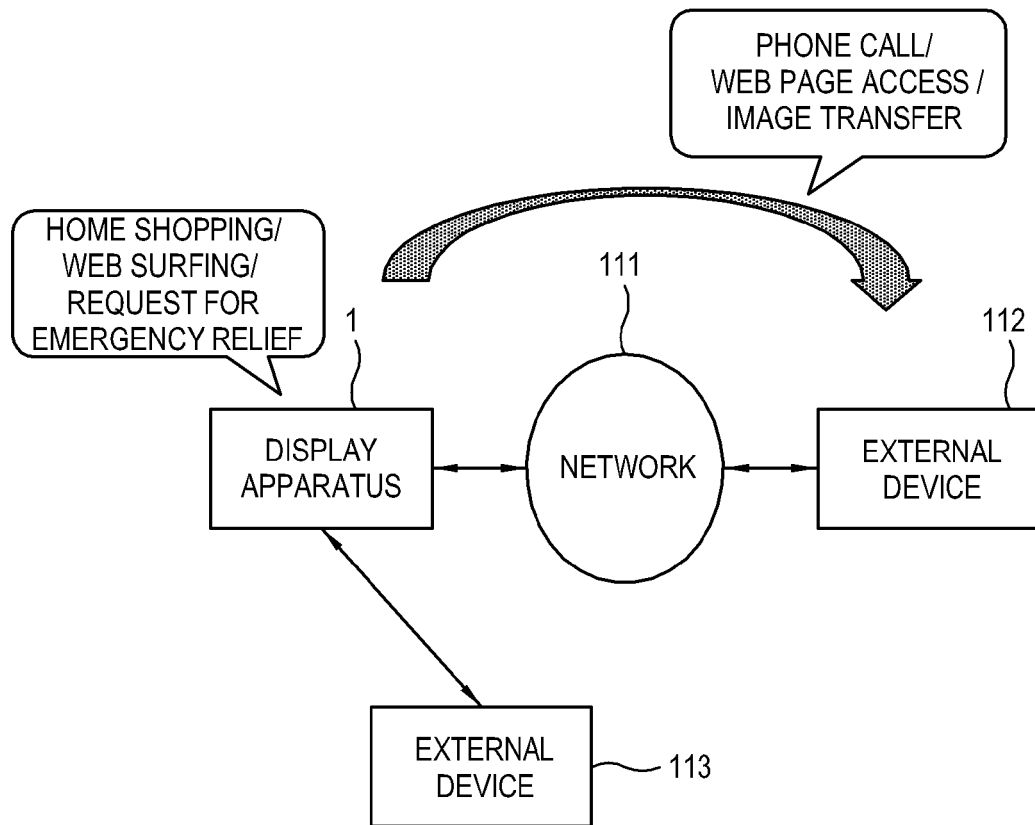 PHONE CALL/
WEB PAGE ACCESS /
IMAGE TRANSFER
HOME SHOPPING/
WEB SURFING/
REQUEST FOR
EMERGENCY RELIEF
1
111
112
DISPLAY
APPARATUS
NETWORK
EXTERNAL
DEVICE
EXTERNAL
DEVICE
113